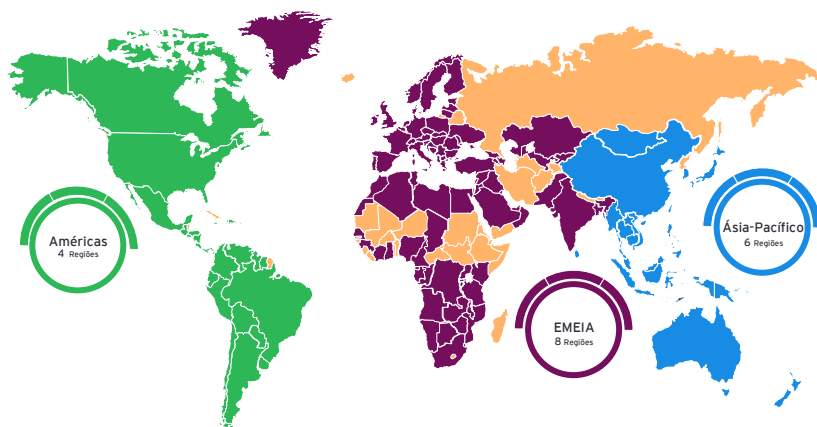 Américas
4 Regiões
EMEIA
8 Regiões
Ásia-Pacífico
6 Regiões